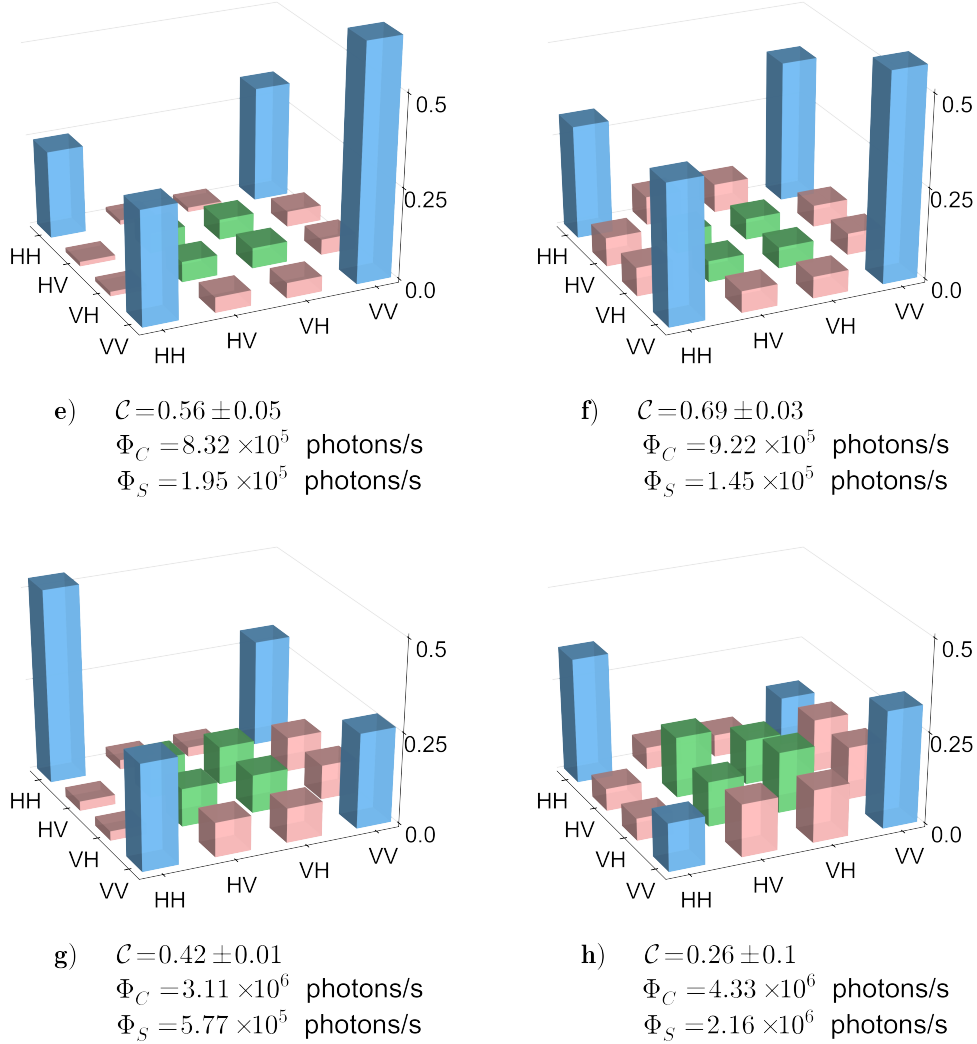 0.5
0.25
0.0
HH
HV
VH
VV
HH
HV
VH
VV
e) C=0.56 ±0.05
Φ_C =8.32 ×10^5 photons/s
Φ_S =1.95 ×10^5 photons/s
0.5
0.25
0.0
HH
HV
VH
VV
HH
HV
VH
VV
f) C=0.69 ±0.03
Φ_C =9.22 ×10^5 photons/s
Φ_S =1.45 ×10^5 photons/s
0.5
0.25
0.0
HH
HV
VH
VV
HH
HV
VH
VV
g) C=0.42 ±0.01
Φ_C =3.11 ×10^6 photons/s
Φ_S =5.77 ×10^5 photons/s
0.5
0.25
0.0
HH
HV
VH
VV
HH
HV
VH
VV
h) C=0.26 ±0.1
Φ_C =4.33 ×10^6 photons/s
Φ_S =2.16 ×10^6 photons/s